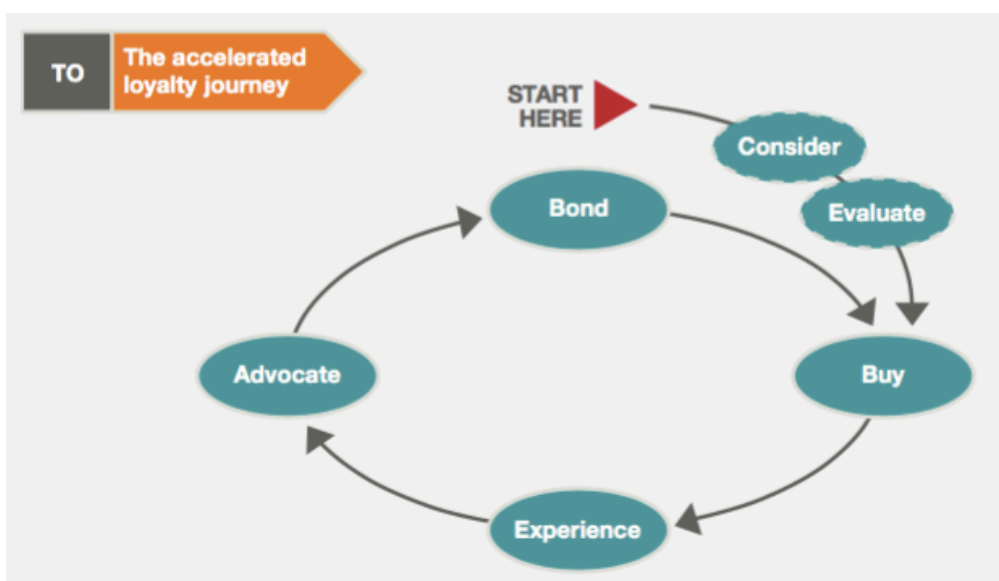 TO
The accelerated
loyalty journey
START
HERE
Consider
Evaluate
Bond
Buy
Advocate
Experience